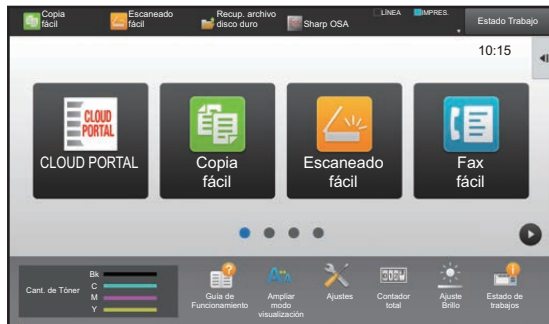 Copia
fácil
Escaneado
fácil
Recup. archivo
disco duro
Sharp OSA
LÍNEA
IMPRES.
Estado Trabajo
10:15
CLOUD
PORTAL
CLOUD PORTAL
Copia
fácil
Escaneado
fácil
Fax
fácil
Cant. de Tóner
Bk
C
M
Y
Guía de
Funcionamiento
Ampliar
modo
visualización
Ajustes
Contador
total
Ajuste
Brillo
Estado de
trabajos